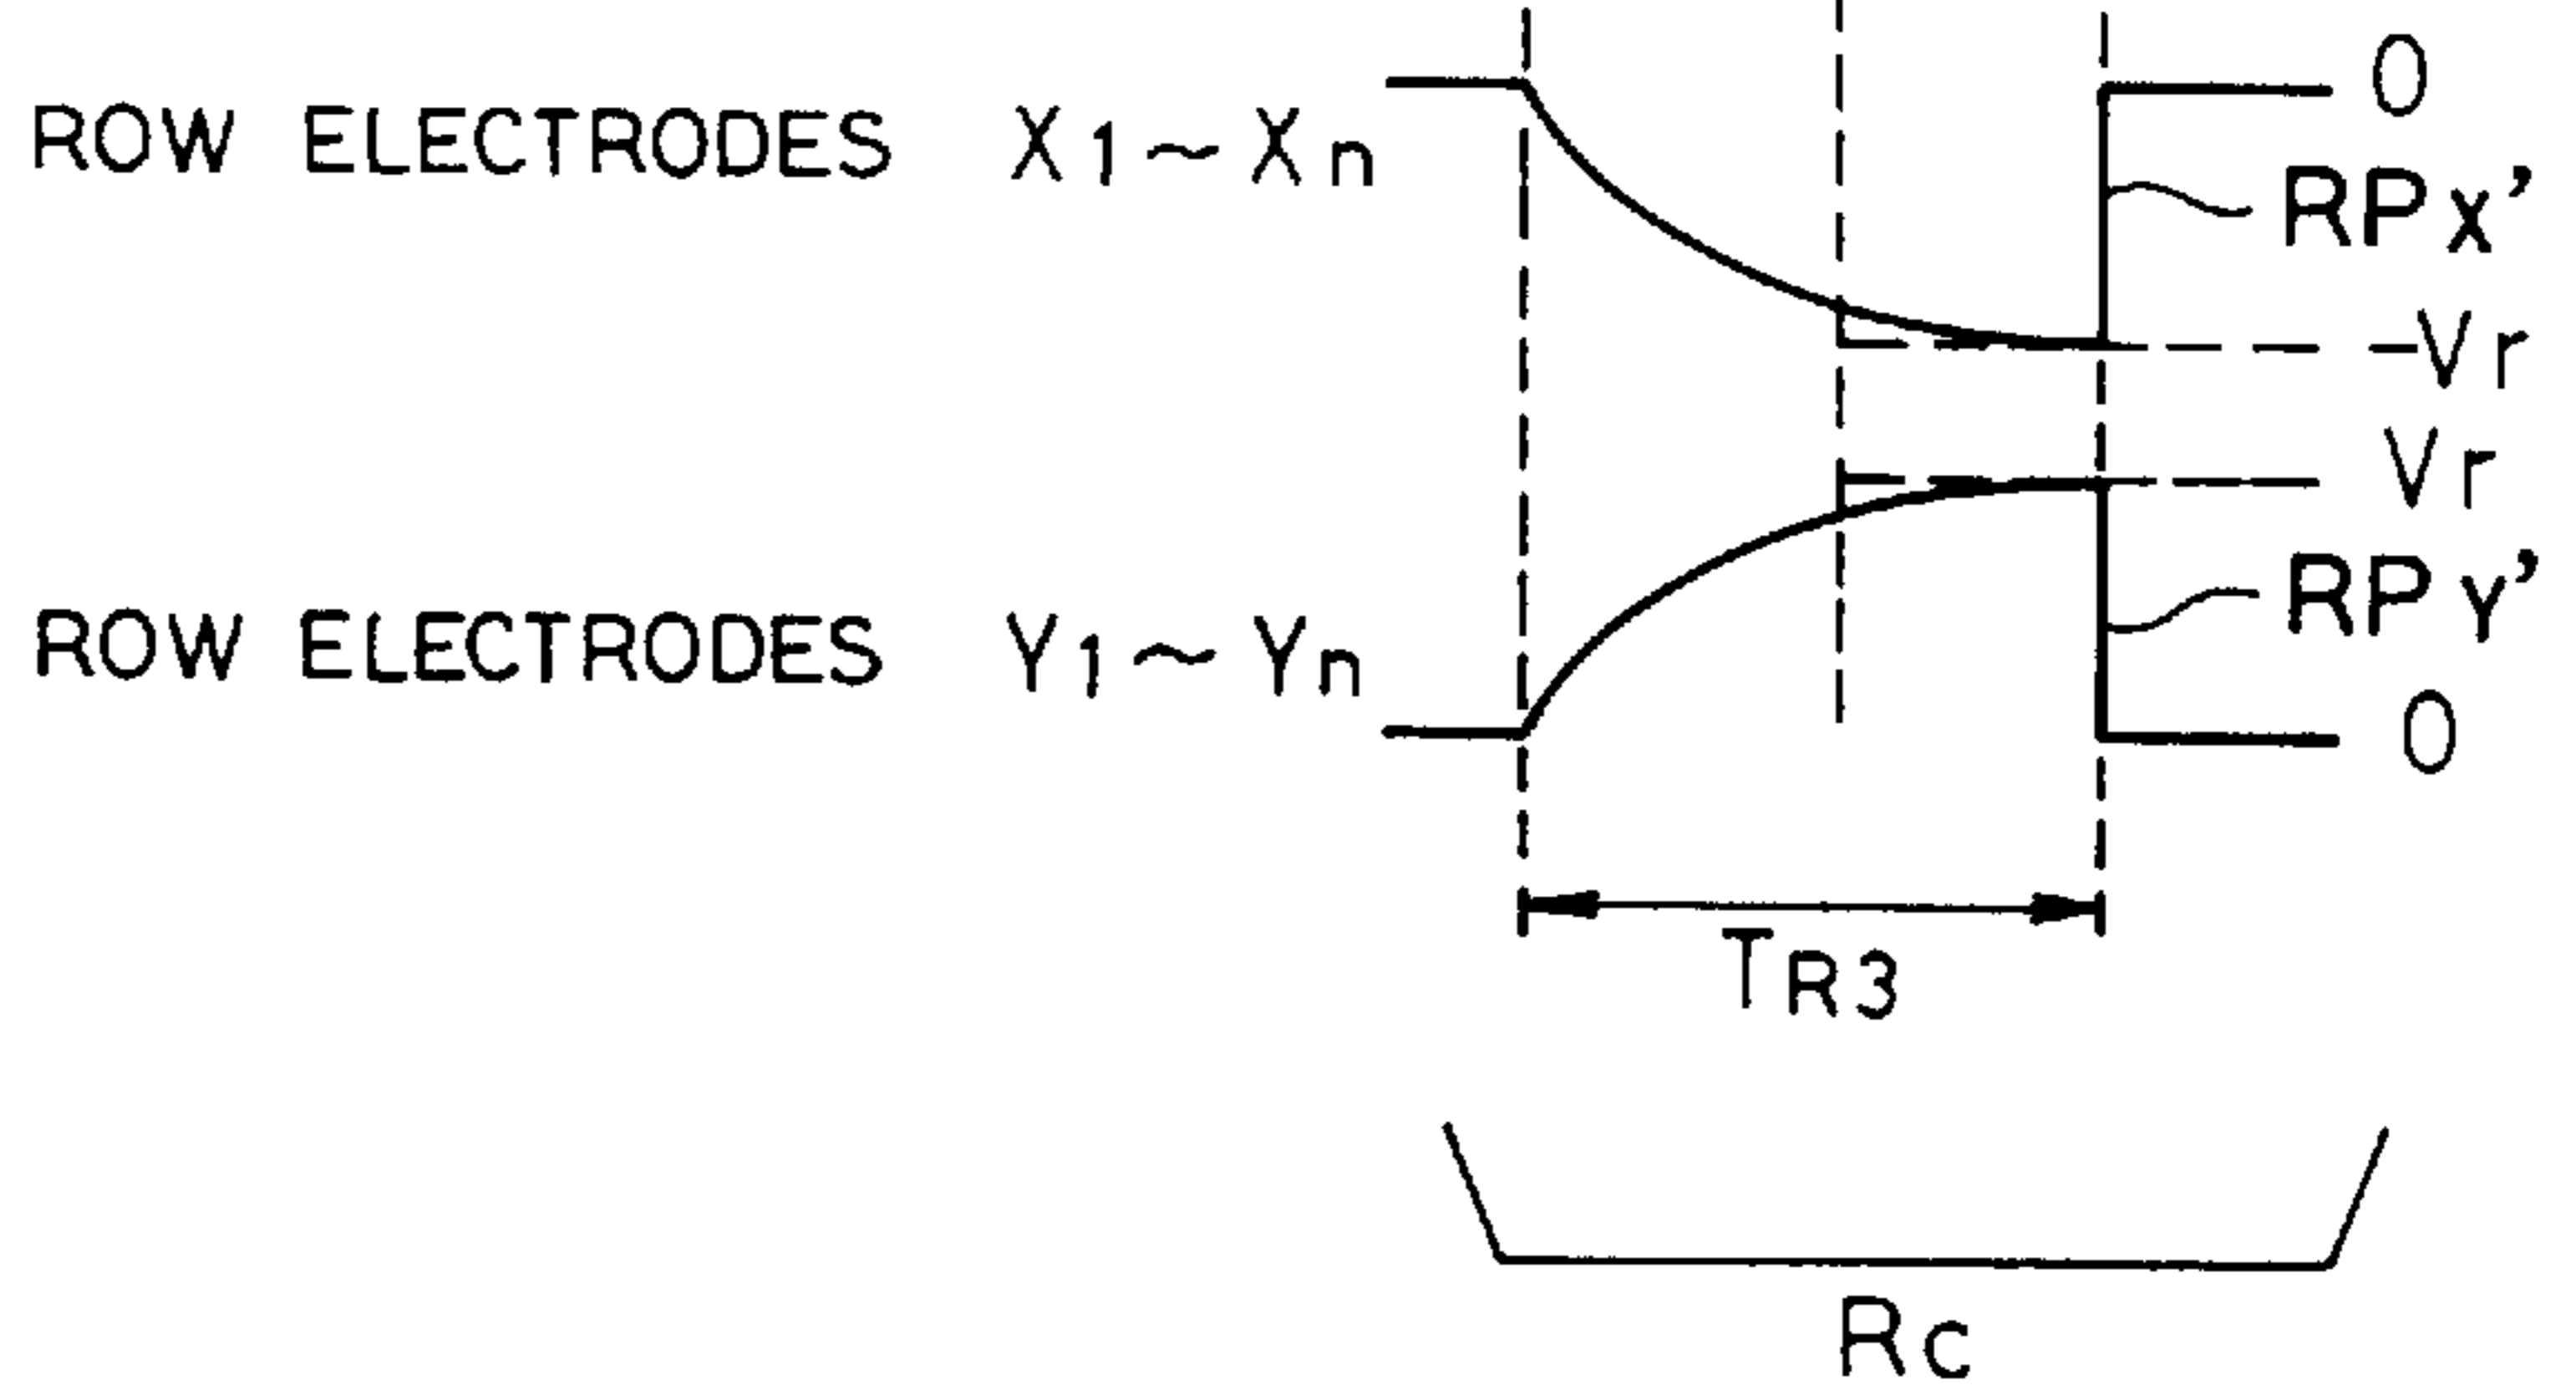 0
ROW ELECTRODES X1~Xn
RPx'
-Vr
Vr
RPY'
ROW ELECTRODES Y1~Yn
0
TR3
Rc